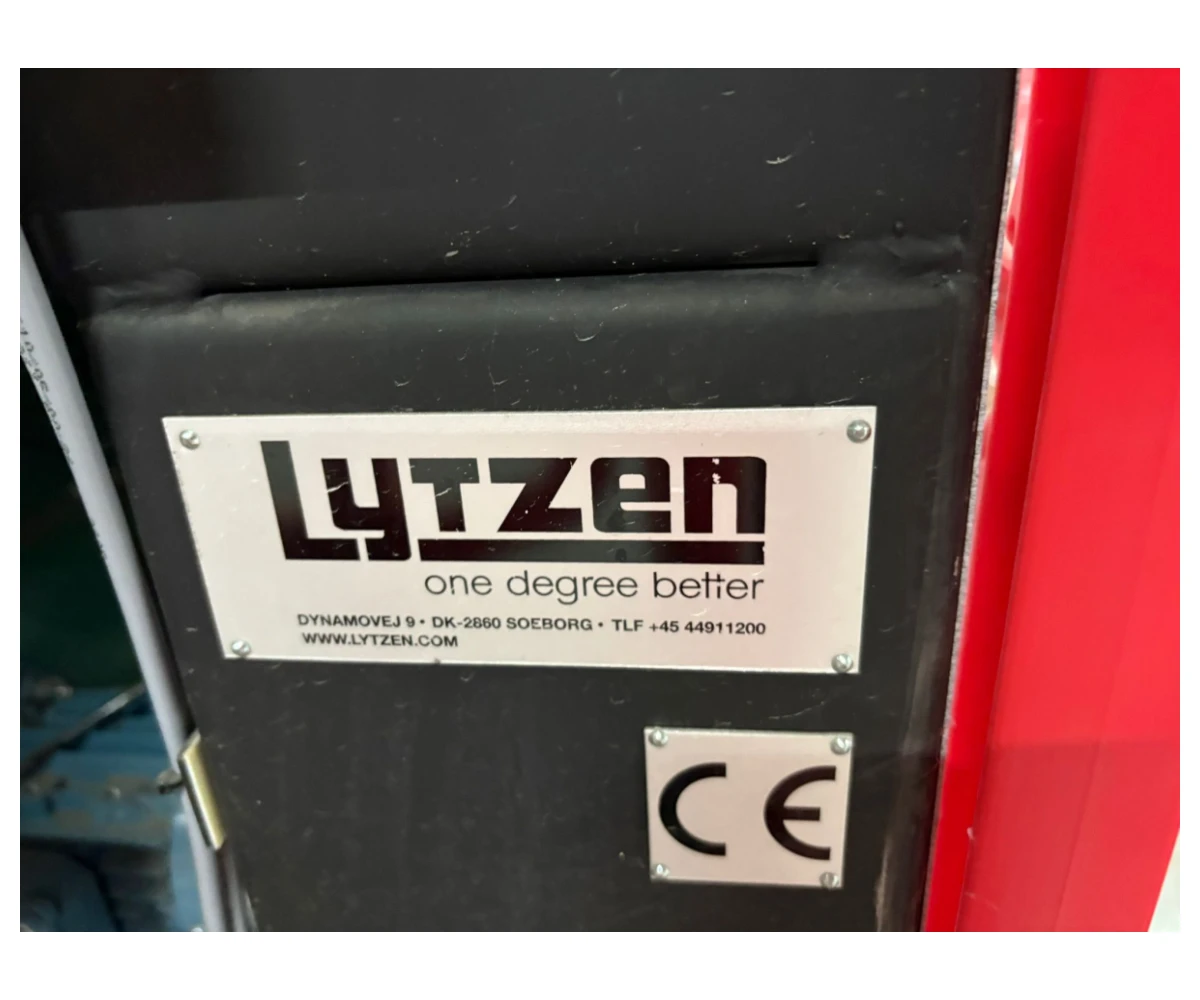 LYTZEN
one degree better
DYNAMOVEJ 9 • DK-2860 SOEBORG • TLF +45 44911200
WWW.LYTZEN.COM
CE